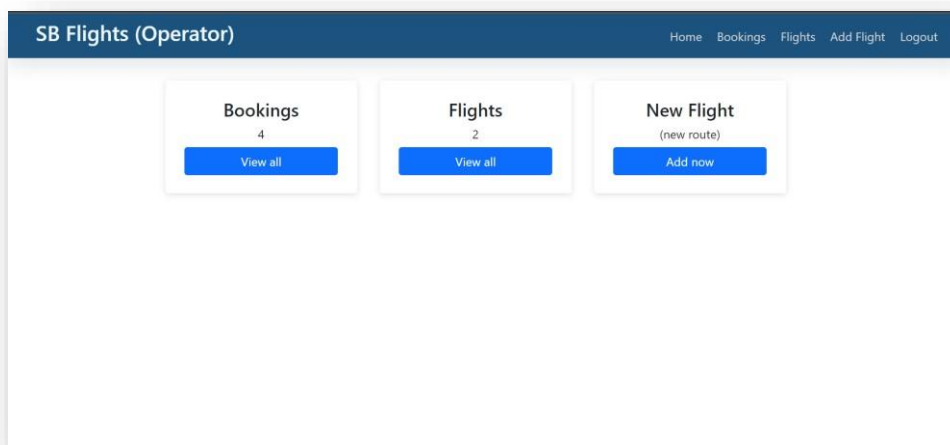 SB Flights (Operator)
Home Bookings Flights Add Flight Logout
Bookings
4
View all
Flights
2
View all
New Flight
(new route)
Add now